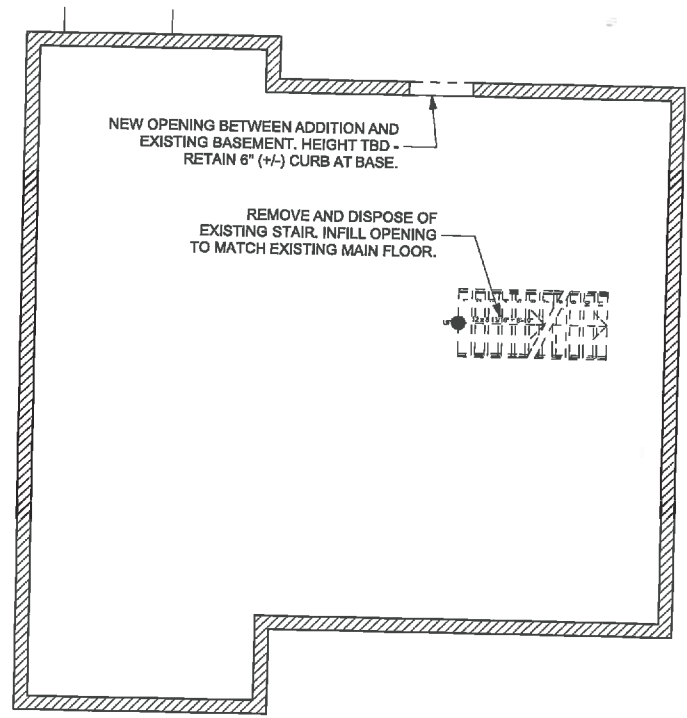 NEW OPENING BETWEEN ADDITION AND
EXISTING BASEMENT. HEIGHT TBD -
RETAIN 6" (+/-) CURB AT BASE.
REMOVE AND DISPOSE OF
EXISTING STAIR. INFILL OPENING
TO MATCH EXISTING MAIN FLOOR.
UP